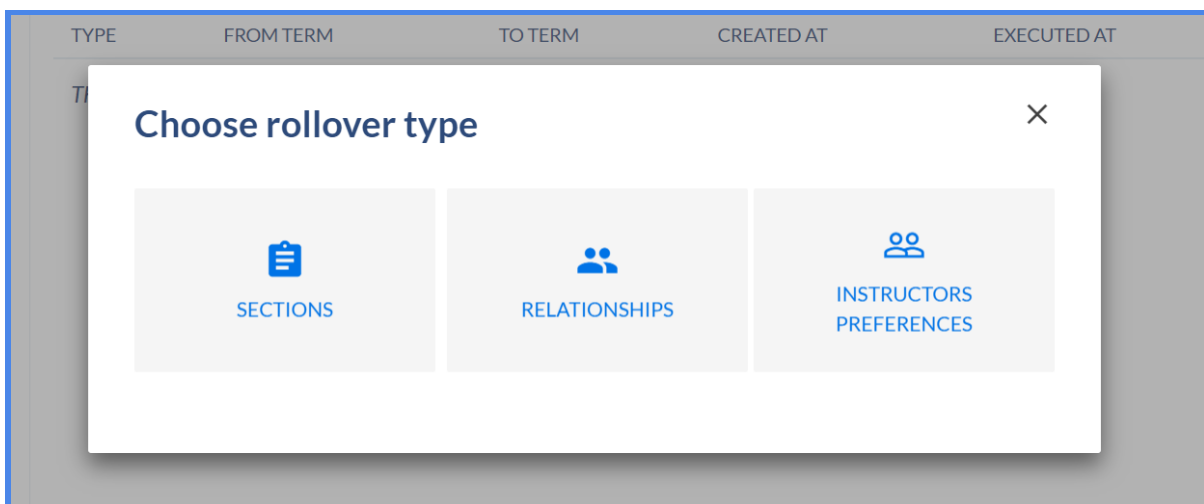 TYPE FROM TERM TO TERM CREATED AT EXECUTED AT
Choose rollover type
SECTIONS
RELATIONSHIPS
INSTRUCTORS
PREFERENCES